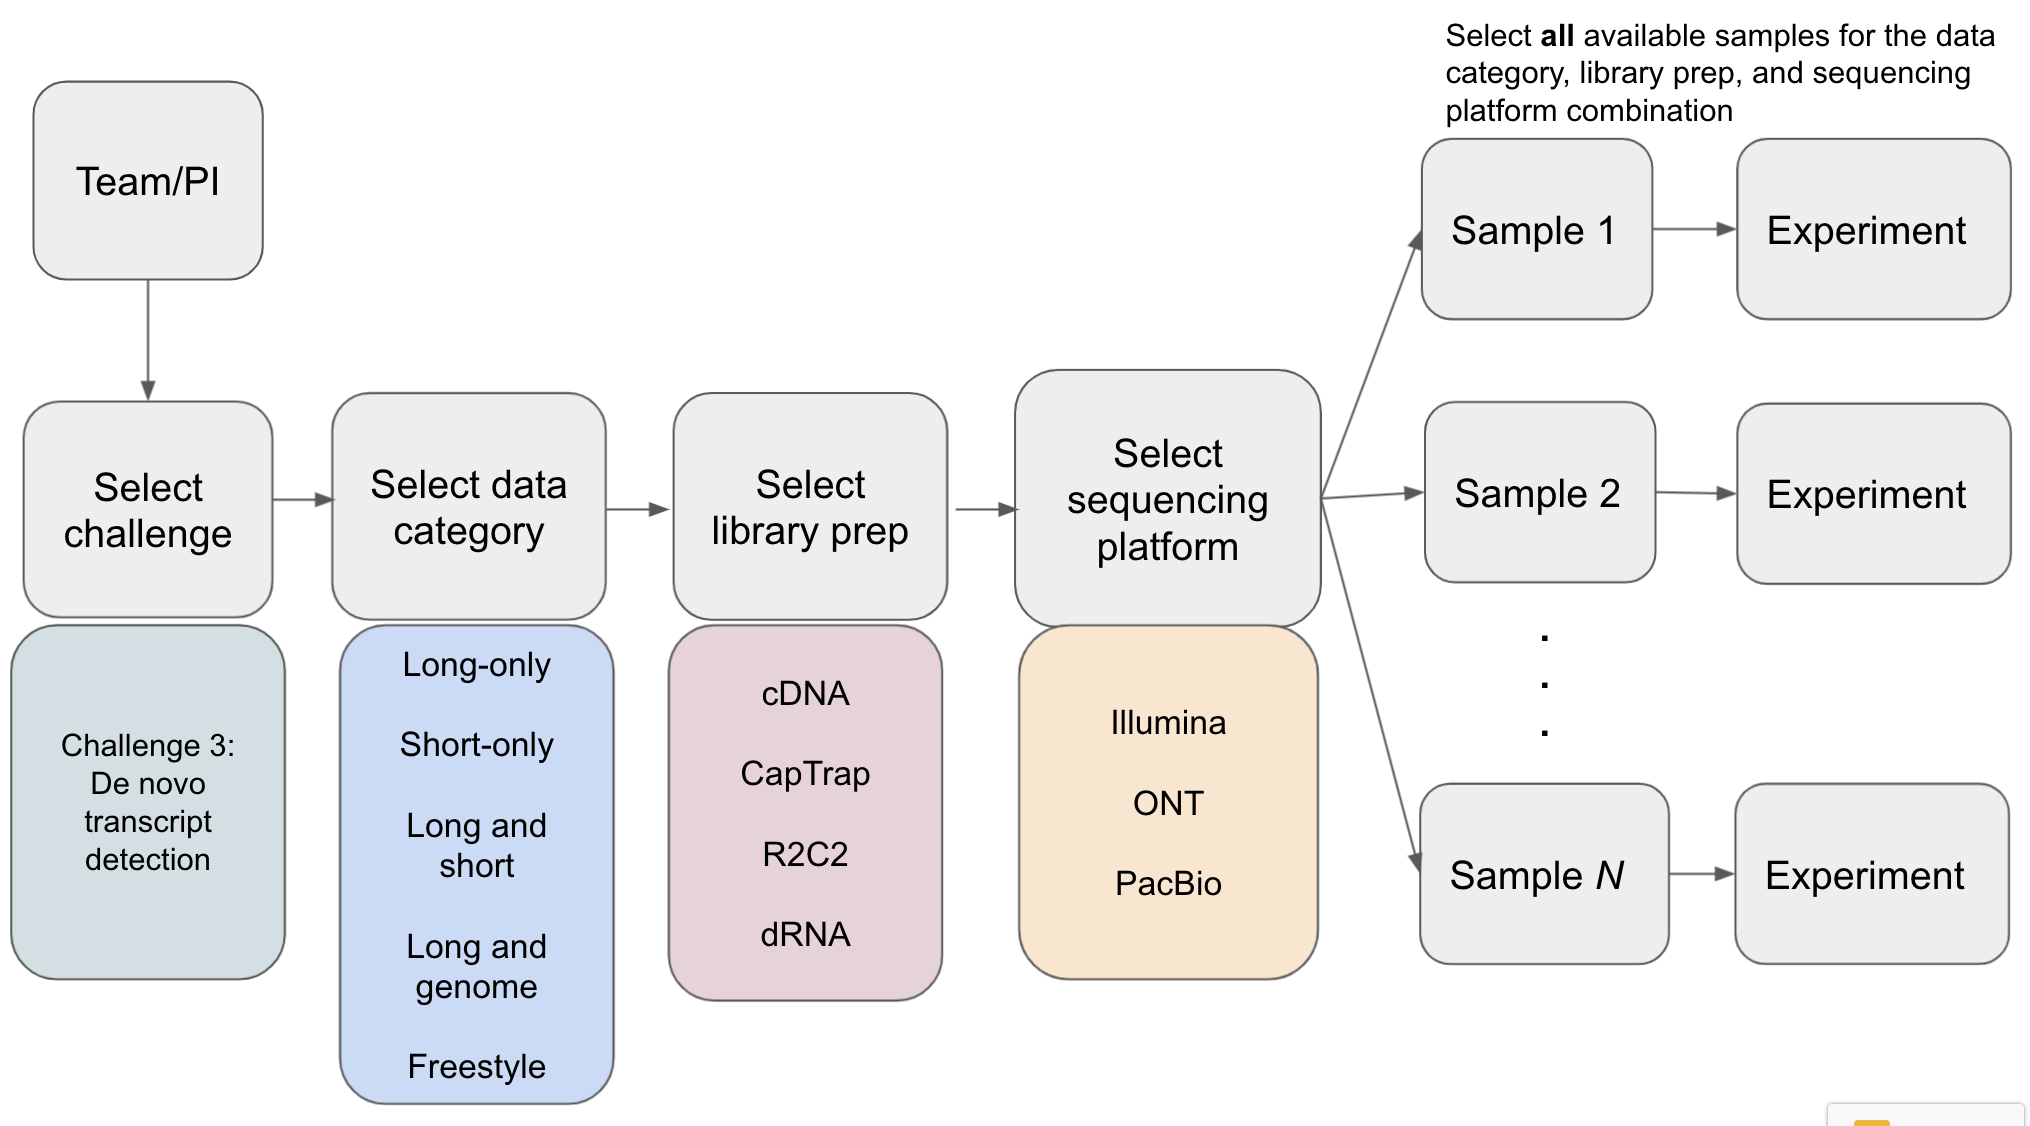 Select all available samples for the data
category, library prep, and sequencing
platform combination
Team/PI
Sample 1
Experiment
Select
challenge
Select data
category
Select
library prep
Select
sequencing
platform
Sample 2
Experiment
.
.
.
Challenge 3:
De novo
transcript
detection
Long-only
Short-only
Long and
short
Long and
genome
Freestyle
cDNA
CapTrap
R2C2
dRNA
Illumina
ONT
PacBio
Sample N
Experiment